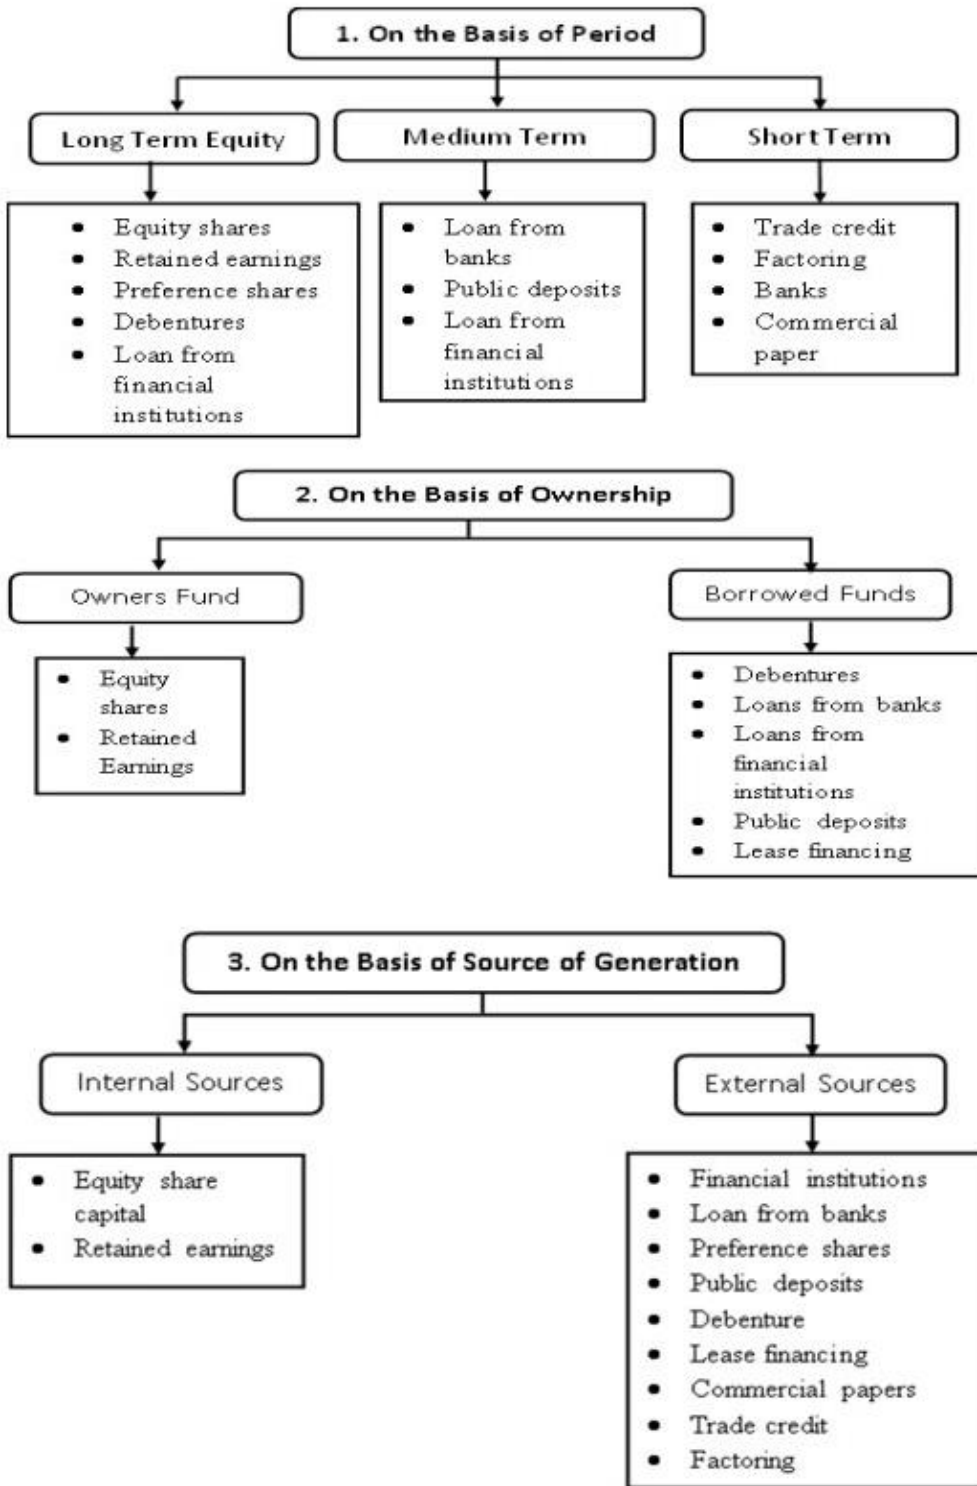 1. On the Basis of Period
Long Term Equity
Medium Term
Short Term
• Equity shares
• Retained earnings
• Preference shares
• Debentures
• Loan from
financial
institutions
• Loan from
banks
• Public deposits
• Loan from
financial
institutions
• Trade credit
• Factoring
• Banks
• Commercial
paper
2. On the Basis of Ownership
Owners Fund
Borrowed Funds
• Equity
shares
• Retained
Earnings
• Debentures
• Loans from banks
• Loans from
financial
institutions
• Public deposits
• Lease financing
3. On the Basis of Source of Generation
Internal Sources
External Sources
• Equity share
capital
• Retained earnings
• Financial institutions
• Loan from banks
• Preference shares
• Public deposits
• Debenture
• Lease financing
• Commercial papers
• Trade credit
• Factoring